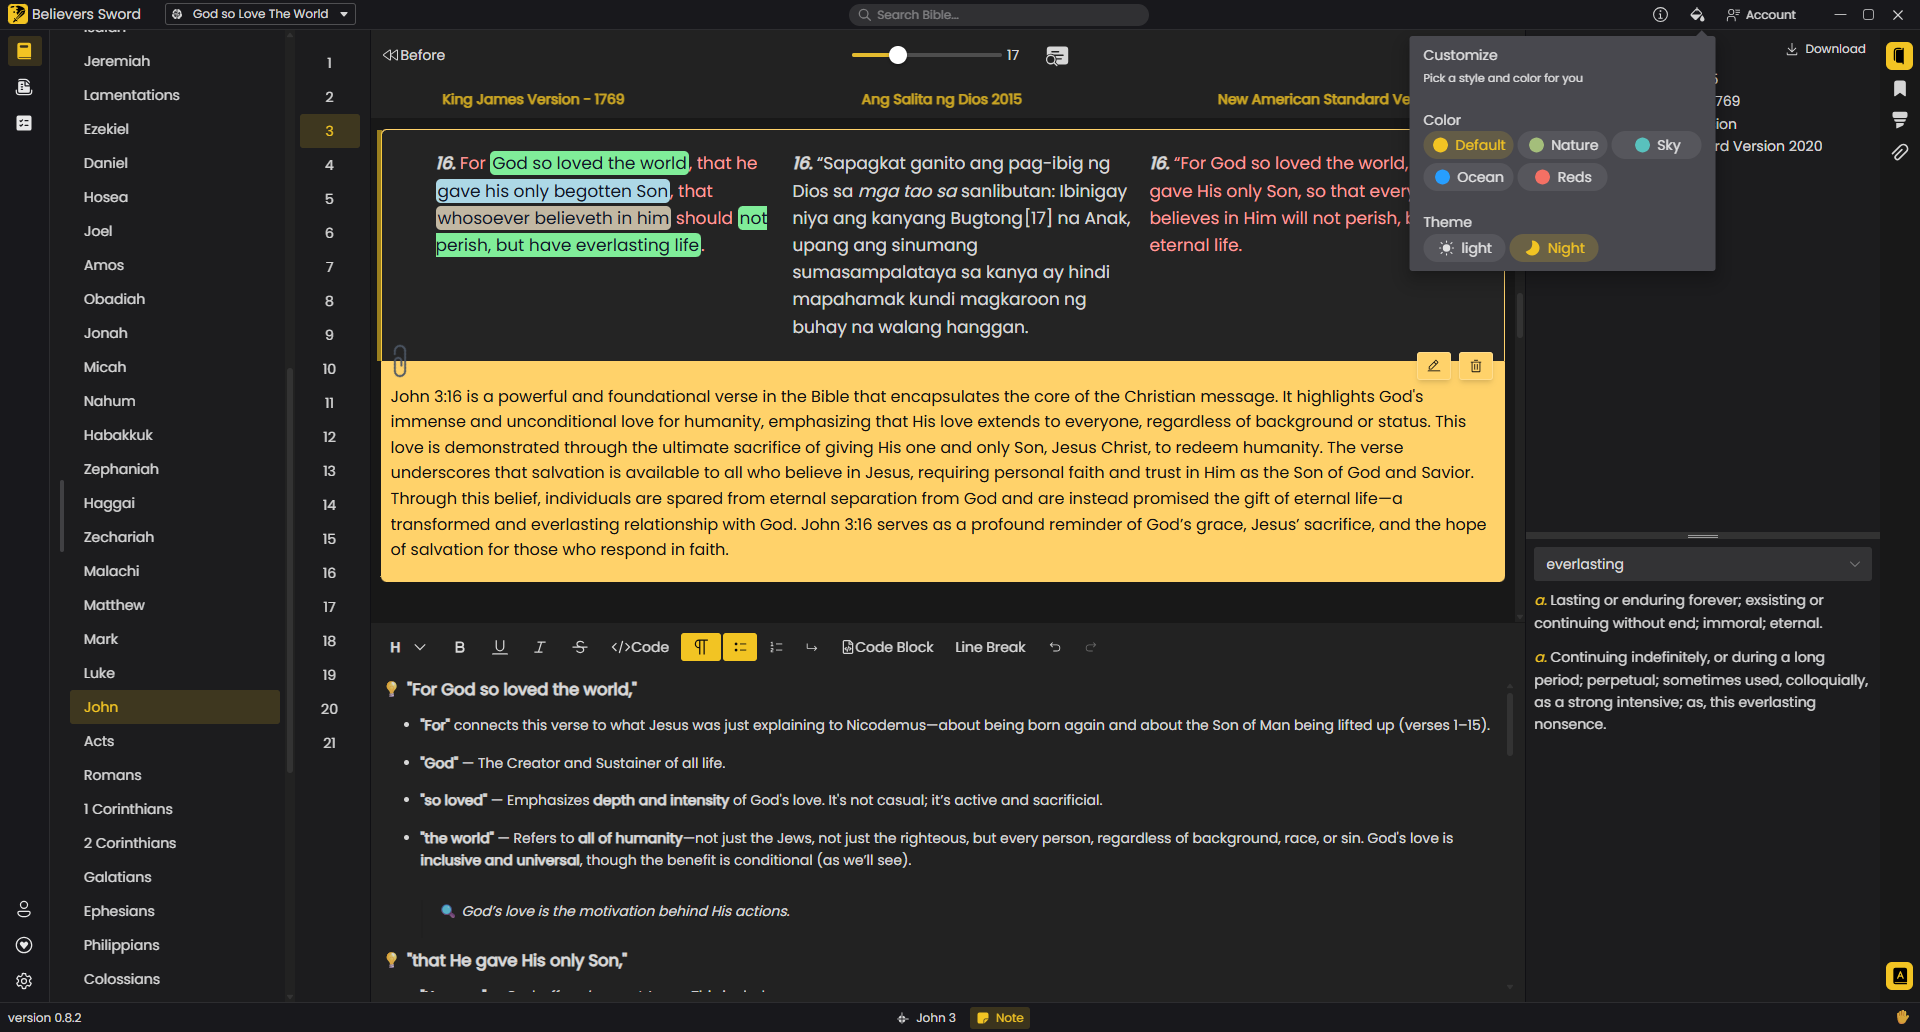 Believers Sword
God so Love The World
Search Bible...
Account
Jeremiah
Lamentations
Ezekiel
Daniel
Hosea
Joel
Amos
Obadiah
Jonah
Micah
Nahum
Habakkuk
Zephaniah
Haggai
Zechariah
Malachi
Matthew
Mark
Luke
John
Acts
Romans
1 Corinthians
2 Corinthians
Galatians
Ephesians
Philippians
Colossians
1
2
3
4
5
6
7
8
9
10
11
12
13
14
15
16
17
18
19
20
21
Before
17
King James Version - 1769
Ang Salita ng Dios 2015
New American Standard Ve
16. For God so loved the world, that he
gave his only begotten Son, that
whosoever believeth in him should not
perish, but have everlasting life.
16. “Sapagkat ganito ang pag-ibig ng
Dios sa mga tao sa sanlibutan: Ibinigay
niya ang kanyang Bugtong[17] na Anak,
upang ang sinumang
sumasampalataya sa kanya ay hindi
mapahamak kundi magkaroon ng
buhay na walang hanggan.
16. “For God so loved the world,
gave His only Son, so that every
believes in Him will not perish, b
eternal life.
John 3:16 is a powerful and foundational verse in the Bible that encapsulates the core of the Christian message. It highlights God's
immense and unconditional love for humanity, emphasizing that His love extends to everyone, regardless of background or status. This
love is demonstrated through the ultimate sacrifice of giving His one and only Son, Jesus Christ, to redeem humanity. The verse
underscores that salvation is available to all who believe in Jesus, requiring personal faith and trust in Him as the Son of God and Savior.
Through this belief, individuals are spared from eternal separation from God and are instead promised the gift of eternal life—a
transformed and everlasting relationship with God. John 3:16 serves as a profound reminder of God’s grace, Jesus’ sacrifice, and the hope
of salvation for those who respond in faith.
H B U I S </>Code ¶ Code Block Line Break
"For God so loved the world,"
• "For" connects this verse to what Jesus was just explaining to Nicodemus—about being born again and about the Son of Man being lifted up (verses 1–15).
• "God" — The Creator and Sustainer of all life.
• "so loved" — Emphasizes depth and intensity of God's love. It's not casual; it’s active and sacrificial.
• "the world" — Refers to all of humanity—not just the Jews, not just the righteous, but every person, regardless of background, race, or sin. God's love is
inclusive and universal, though the benefit is conditional (as we’ll see).
God’s love is the motivation behind His actions.
"that He gave His only Son,"
Customize
Pick a style and color for you
Color
Default
Nature
Sky
Ocean
Reds
Theme
light
Night
Download
769
ion
rd Version 2020
everlasting
a. Lasting or enduring forever; exsisting or
continuing without end; immoral; eternal.
a. Continuing indefinitely, or during a long
period; perpetual; sometimes used, colloquially,
as a strong intensive; as, this everlasting
nonsence.
A
version 0.8.2
John 3
Note